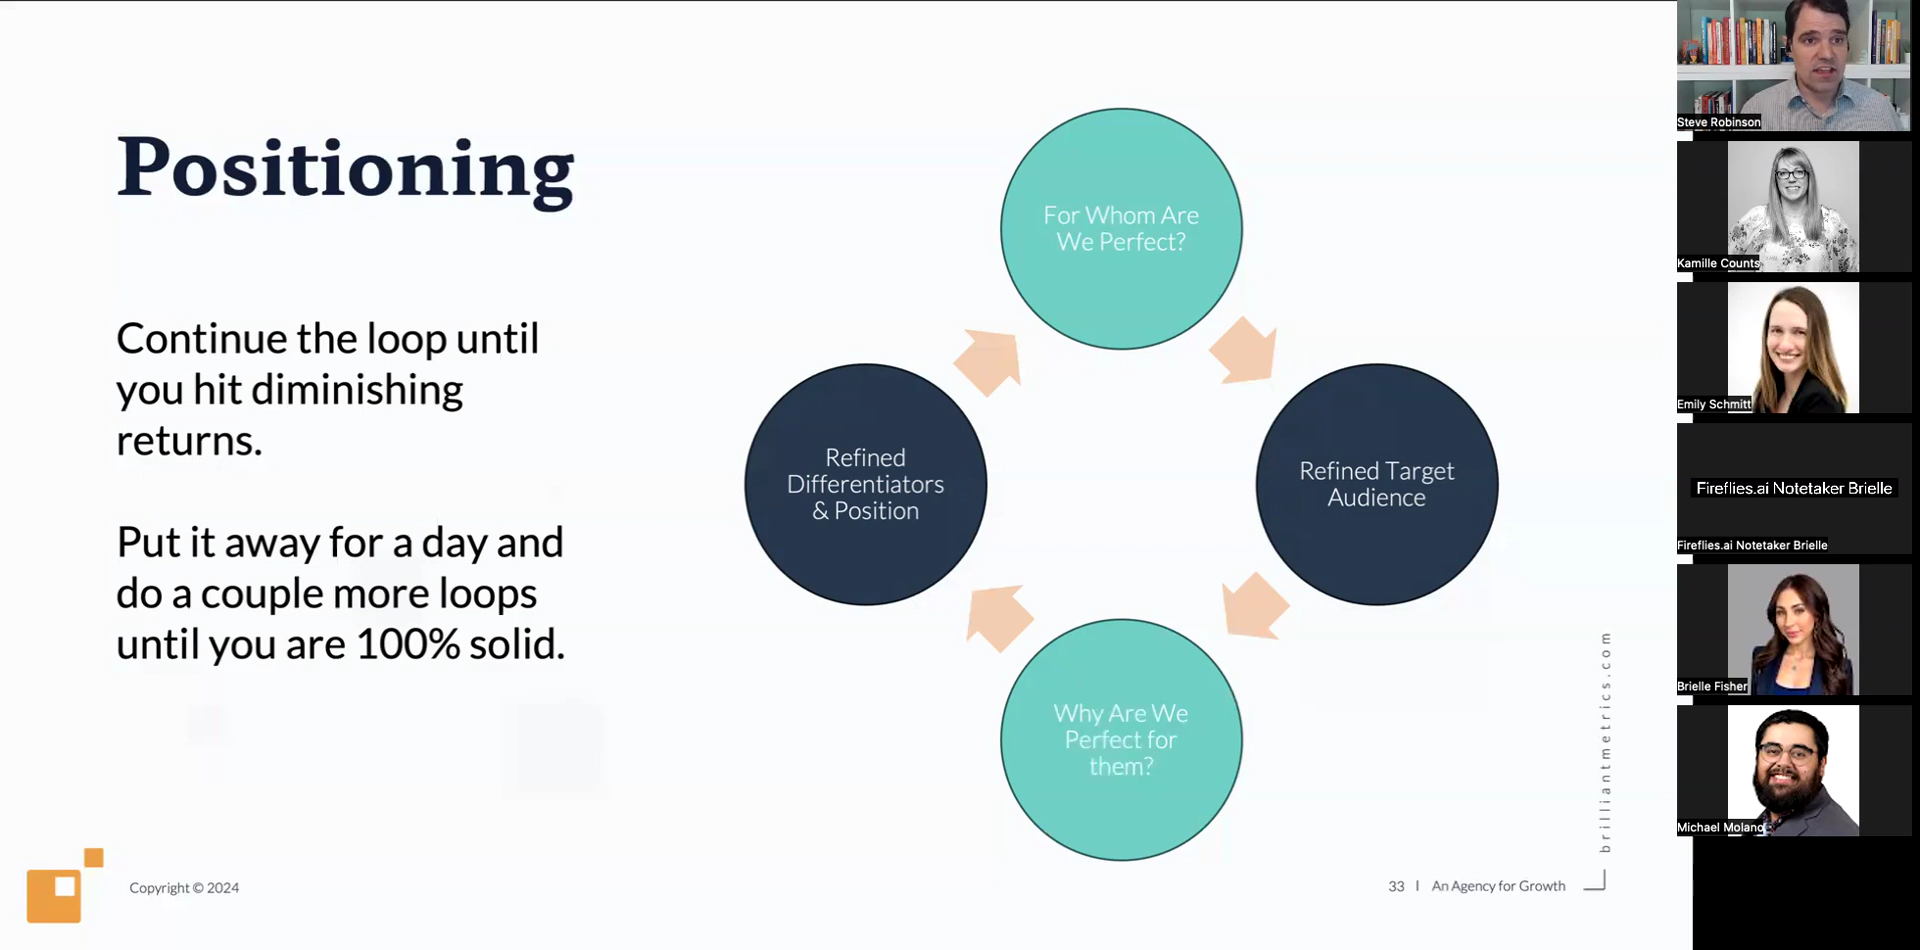 Positioning
Continue the loop until
you hit diminishing
returns.
Put it away for a day and
do a couple more loops
until you are 100% solid.
For Whom Are
We Perfect?
Refined Target
Audience
Why Are We
Perfect for
them?
Refined
Differentiators
& Position
brilliantmetrics.com
Copyright © 2024
33 | An Agency for Growth
Steve Robinson
Kamille Counts
Emily Schmitt
Fireflies.ai Notetaker Brielle
Fireflies.ai Notetaker Brielle
Brielle Fisher
Michael Molano